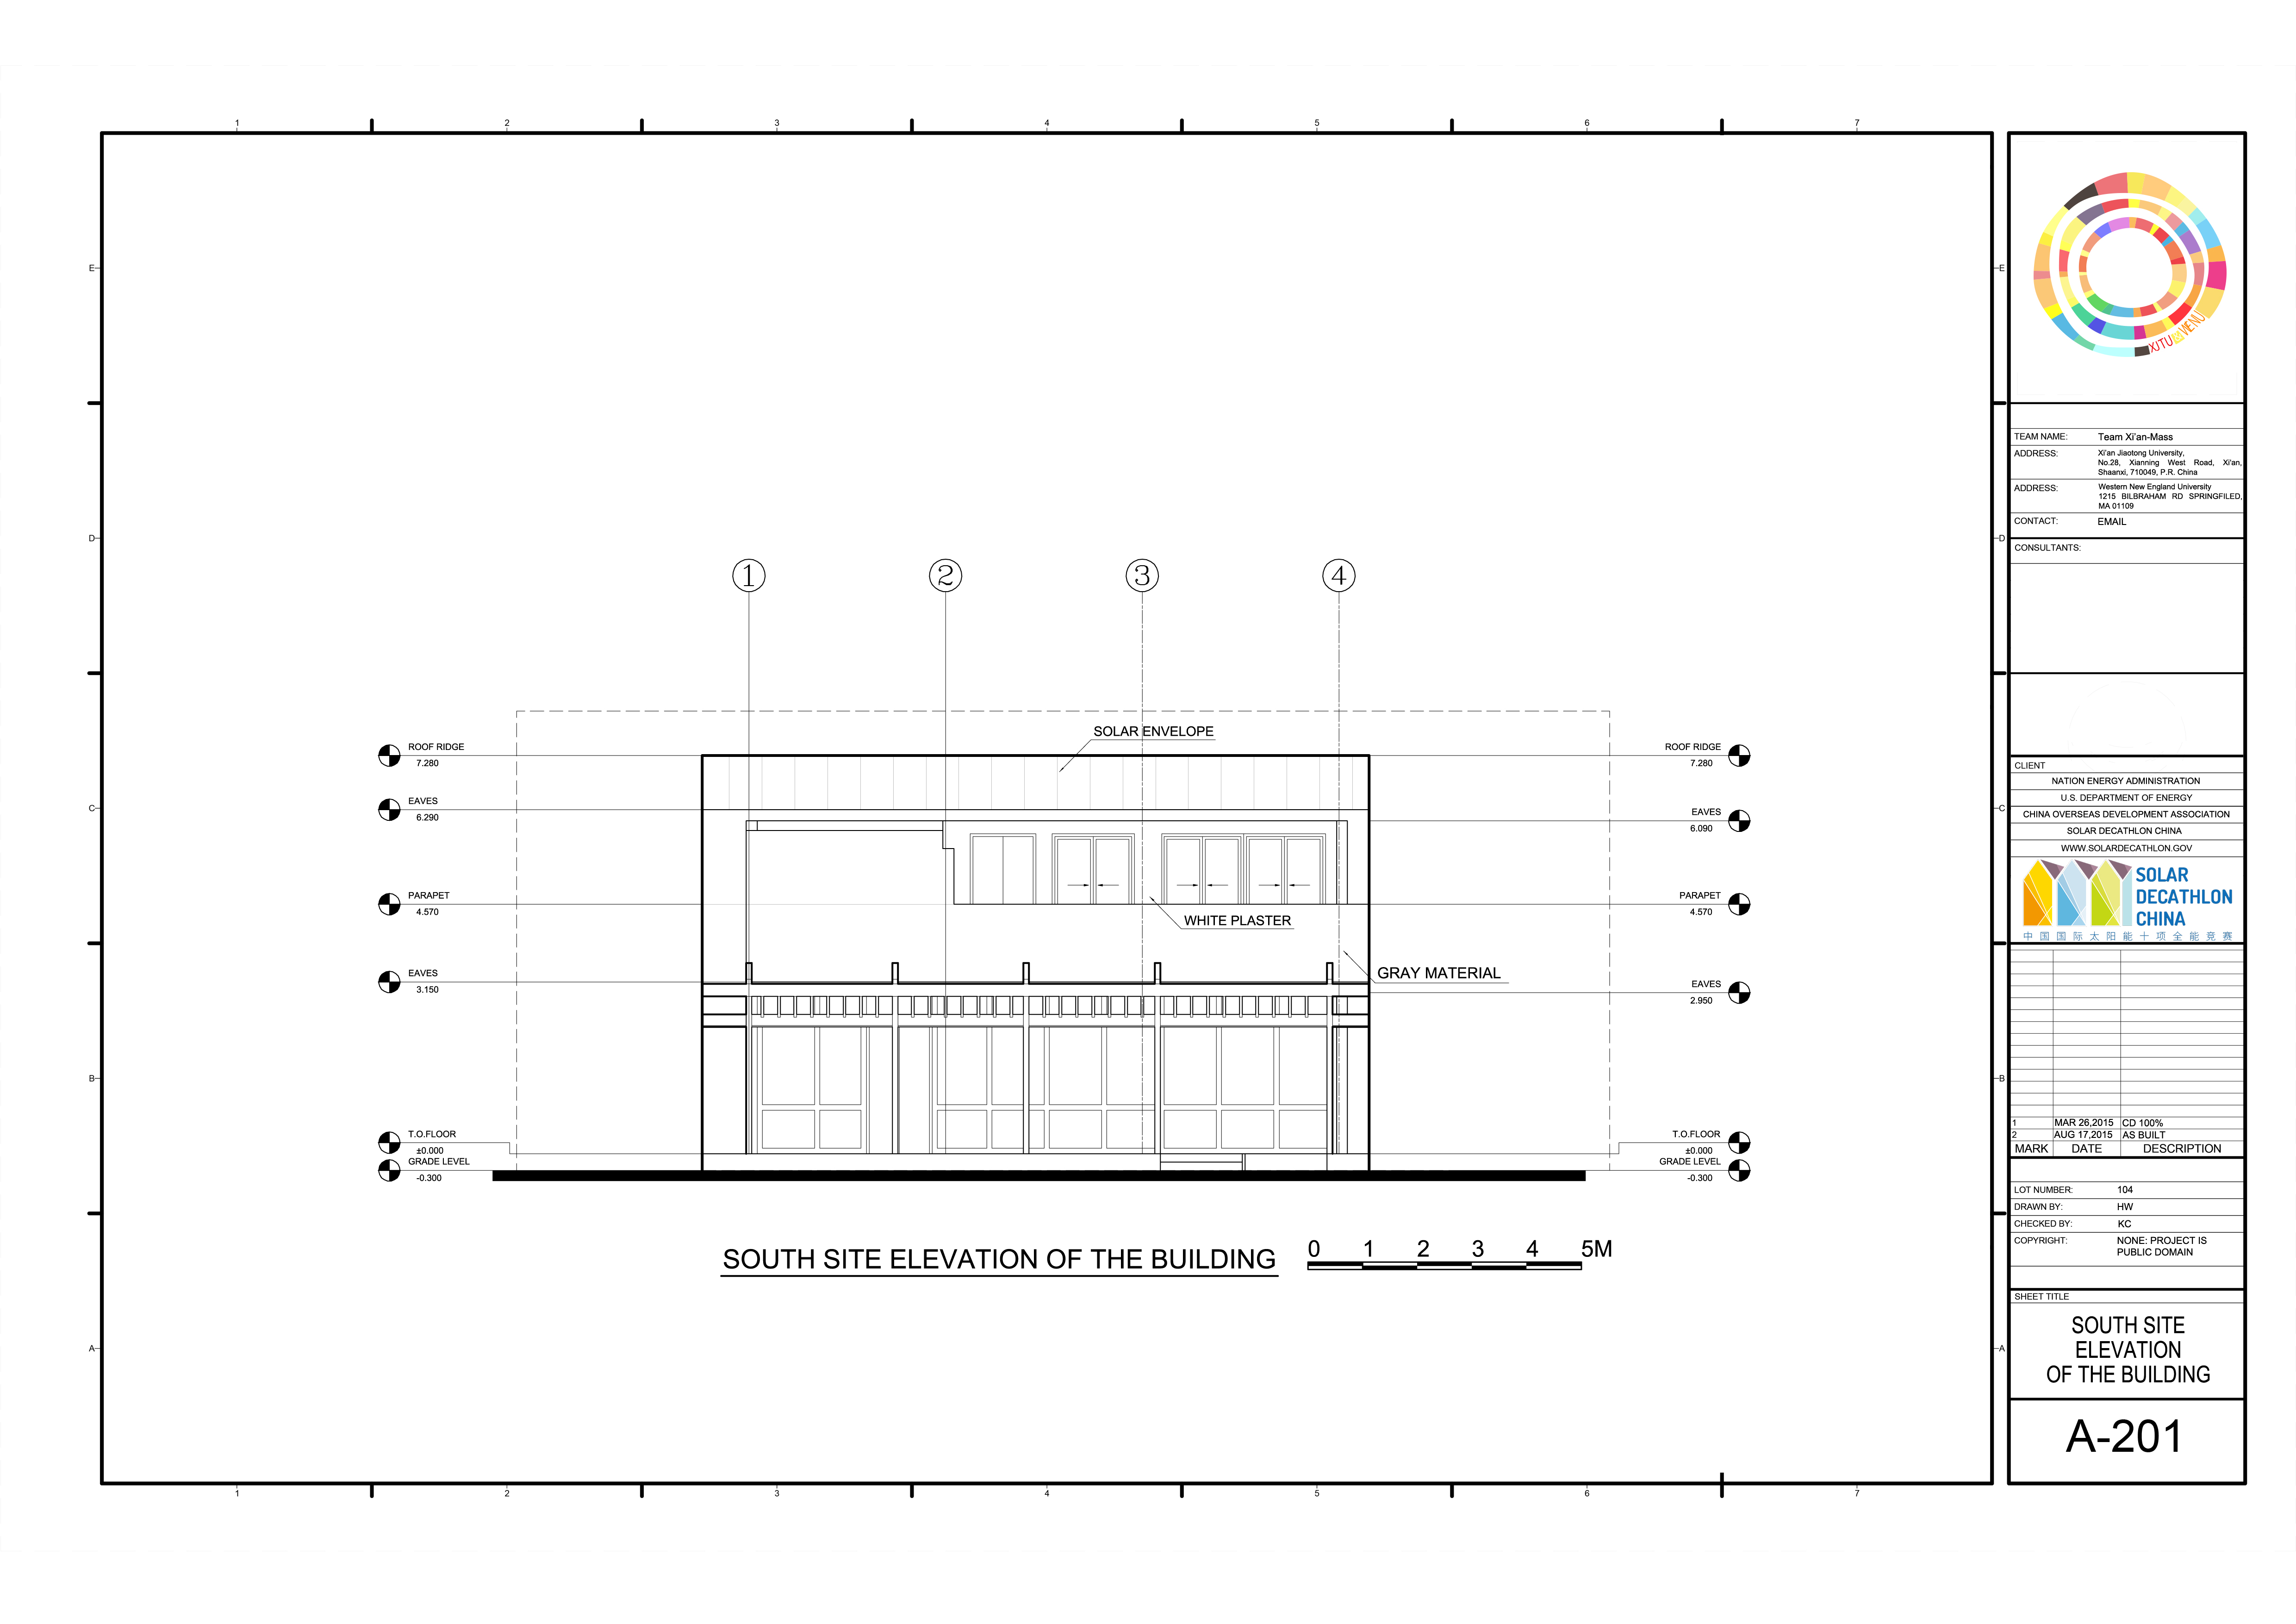 1 2 3 4 5 6 7
E E
D D
C C
B B
A A
1 2 3 4
SOLAR ENVELOPE
ROOF RIDGE
7.280
EAVES
6.290
PARAPET
4.570
EAVES
3.150
T.O.FLOOR
±0.000
GRADE LEVEL
-0.300
WHITE PLASTER
GRAY MATERIAL
ROOF RIDGE
7.280
EAVES
6.090
PARAPET
4.570
EAVES
2.950
T.O.FLOOR
±0.000
GRADE LEVEL
-0.300
SOUTH SITE ELEVATION OF THE BUILDING
0 1 2 3 4 5M
1 2 3 4 5 6 7
XJTU WENU
TEAM NAME: Team Xi'an-Mass
ADDRESS: Xi'an Jiaotong University,
No.28, Xianning West Road, Xi'an,
Shaanxi, 710049, P.R. China
ADDRESS: Western New England University
1215 BILBRAHAM RD SPRINGFILED,
MA 01109
CONTACT: EMAIL
CONSULTANTS:
CLIENT
NATION ENERGY ADMINISTRATION
U.S. DEPARTMENT OF ENERGY
CHINA OVERSEAS DEVELOPMENT ASSOCIATION
SOLAR DECATHLON CHINA
WWW.SOLARDECATHLON.GOV
SOLAR
DECATHLON
CHINA
中国国际太阳能十项全能竞赛
1 MAR 26,2015 CD 100%
2 AUG 17,2015 AS BUILT
MARK DATE DESCRIPTION
LOT NUMBER: 104
DRAWN BY: HW
CHECKED BY: KC
COPYRIGHT: NONE: PROJECT IS
PUBLIC DOMAIN
SHEET TITLE
SOUTH SITE
ELEVATION
OF THE BUILDING
A-201